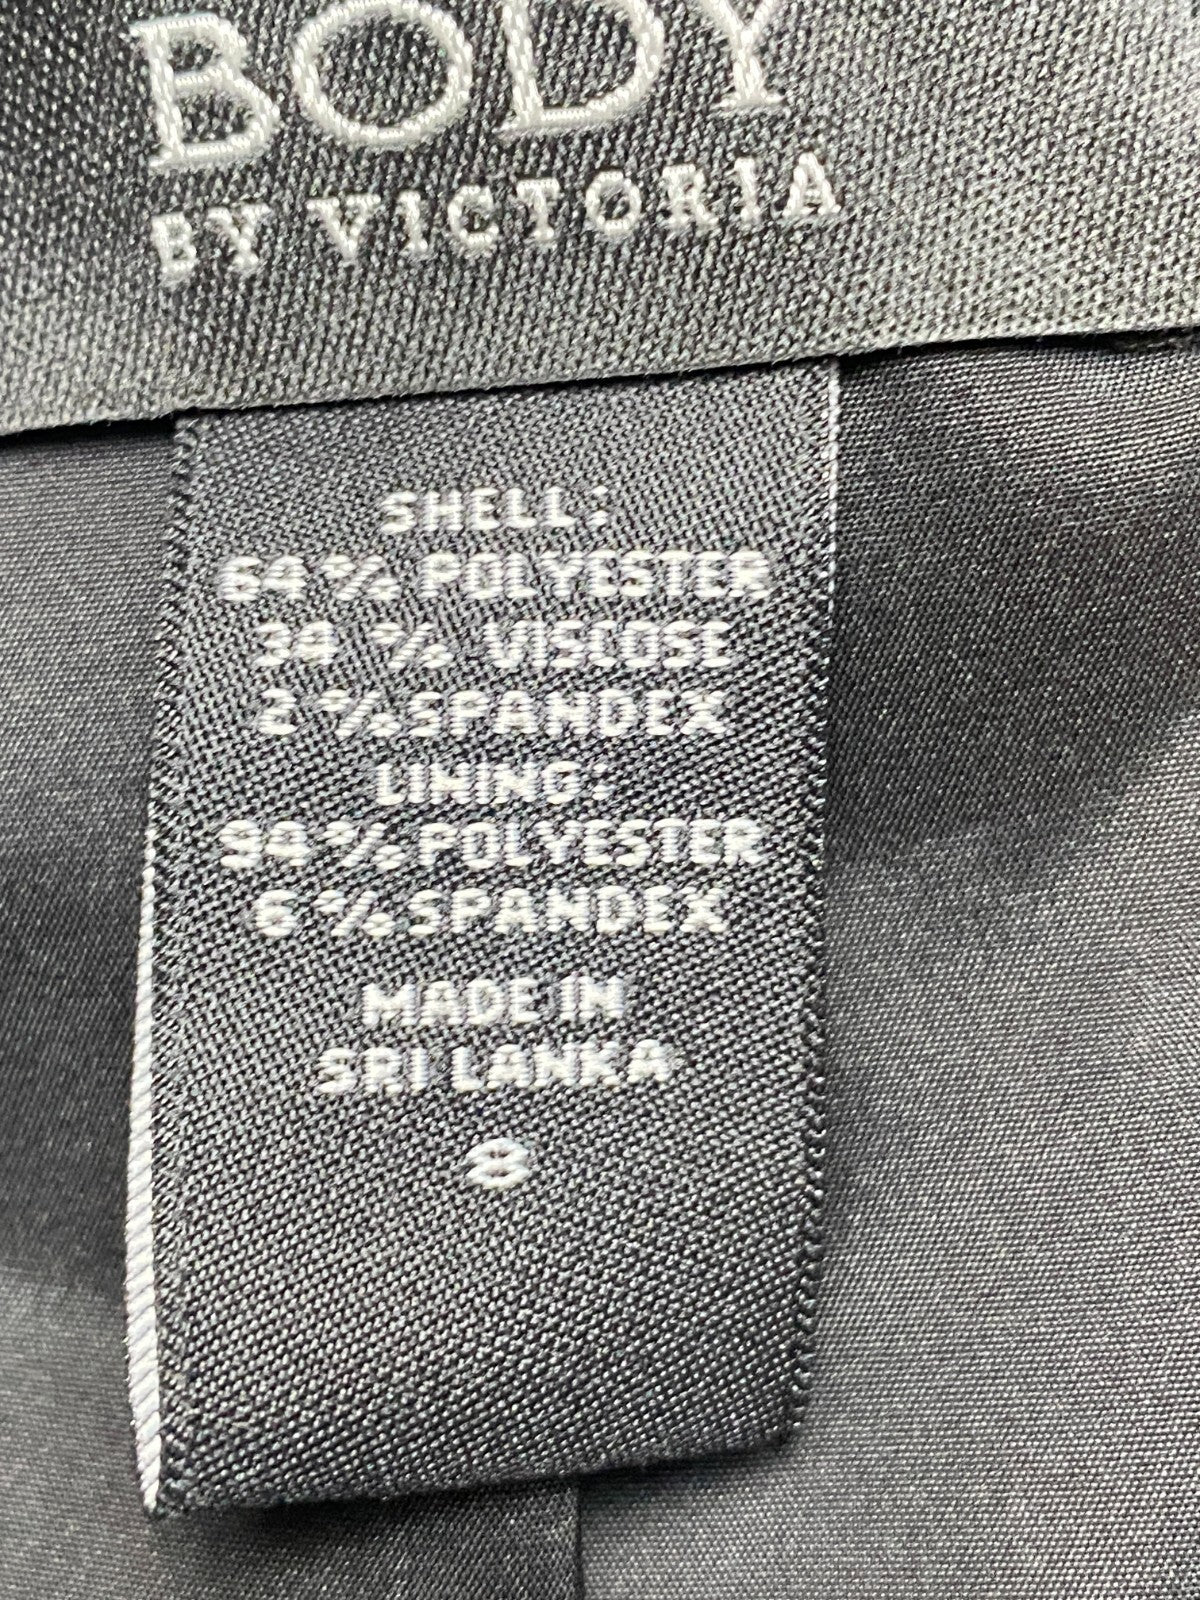 BODY
BY VICTORIA
SHELL:
64% POLYESTER
34% VISCOSE
2% SPANDEX
LINING:
94% POLYESTER
6% SPANDEX
MADE IN
SRI LANKA
8